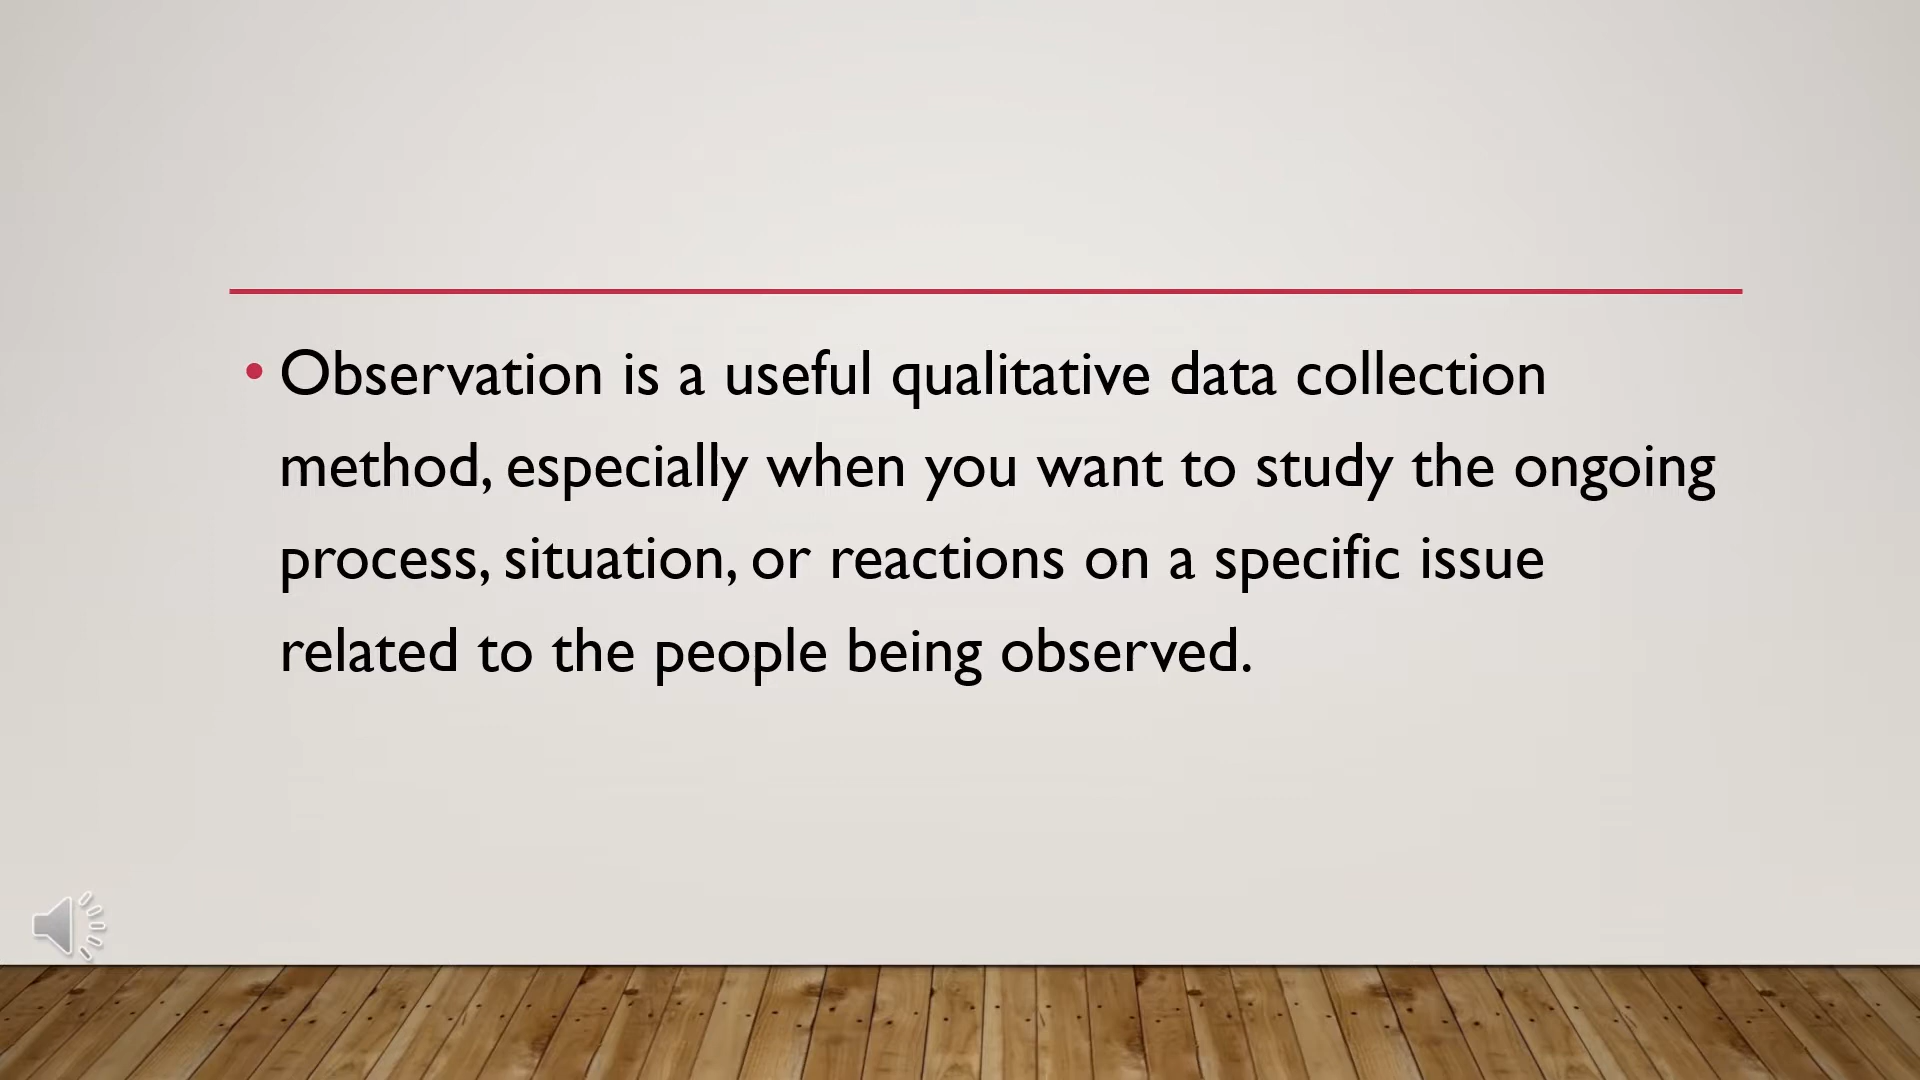 • Observation is a useful qualitative data collection
method, especially when you want to study the ongoing
process, situation, or reactions on a specific issue
related to the people being observed.